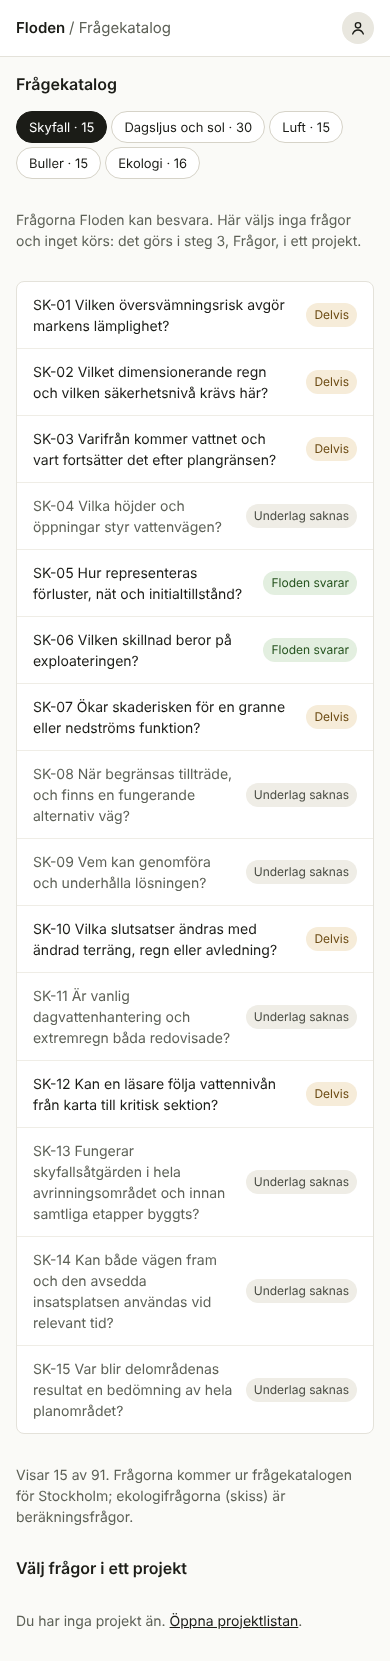 Floden / Frågekatalog
Frågekatalog
Skyfall · 15
Dagsljus och sol · 30
Luft · 15
Buller · 15
Ekologi · 16
Frågorna Floden kan besvara. Här väljs inga frågor
och inget körs: det görs i steg 3, Frågor, i ett projekt.
SK-01 Vilken översvämningsrisk avgör
markens lämplighet?
Delvis
SK-02 Vilket dimensionerande regn
och vilken säkerhetsnivå krävs här?
Delvis
SK-03 Varifrån kommer vattnet och
vart fortsätter det efter plangränsen?
Delvis
SK-04 Vilka höjder och
öppningar styr vattenvägen?
Underlag saknas
SK-05 Hur representeras
förluster, nät och initialtillstånd?
Floden svarar
SK-06 Vilken skillnad beror på
exploateringen?
Floden svarar
SK-07 Ökar skaderisken för en granne
eller nedströms funktion?
Delvis
SK-08 När begränsas tillträde,
och finns en fungerande
alternativ väg?
Underlag saknas
SK-09 Vem kan genomföra
och underhålla lösningen?
Underlag saknas
SK-10 Vilka slutsatser ändras med
ändrad terräng, regn eller avledning?
Delvis
SK-11 Är vanlig
dagvattenhantering och
extremregn båda redovisade?
Underlag saknas
SK-12 Kan en läsare följa vattennivån
från karta till kritisk sektion?
Delvis
SK-13 Fungerar
skyfallsåtgärden i hela
avrinningsområdet och innan
samtliga etapper byggts?
Underlag saknas
SK-14 Kan både vägen fram
och den avsedda
insatsplatsen användas vid
relevant tid?
Underlag saknas
SK-15 Var blir delområdenas
resultat en bedömning av hela
planområdet?
Underlag saknas
Visar 15 av 91. Frågorna kommer ur frågekatalogen
för Stockholm; ekologifrågorna (skiss) är
beräkningsfrågor.
Välj frågor i ett projekt
Du har inga projekt än. Öppna projektlistan.